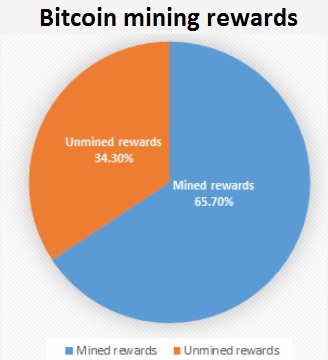 Bitcoin mining rewards
Unmined rewards
34.30%
Mined rewards
65.70%
Mined rewards
Unmined rewards